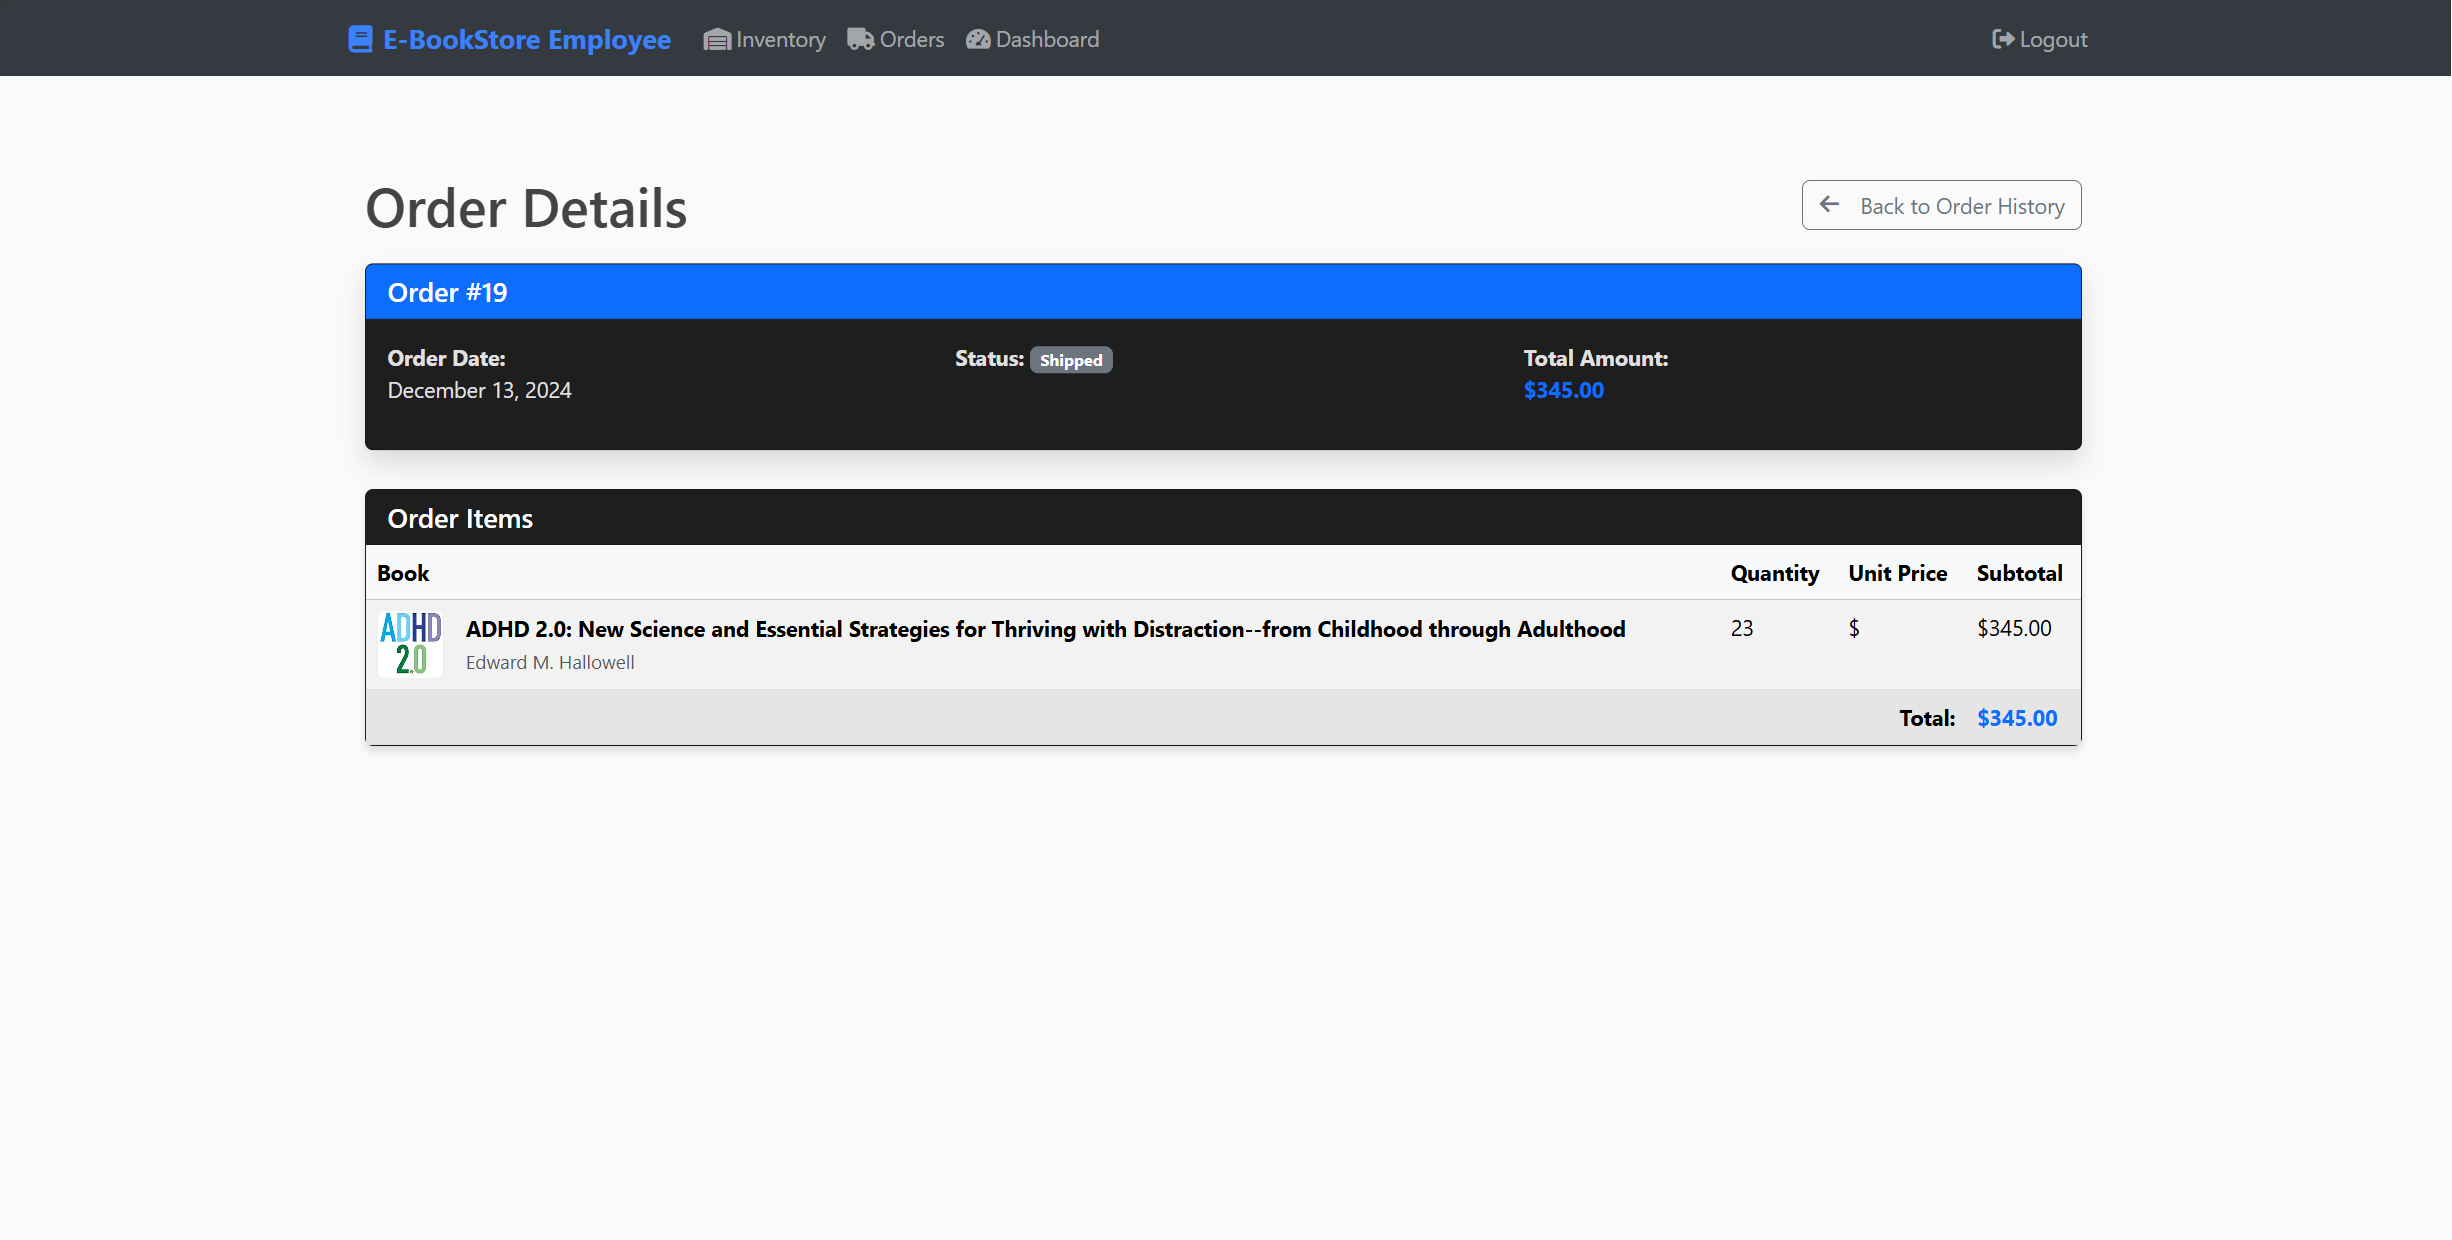 E-BookStore Employee Inventory Orders Dashboard Logout
Order Details
Back to Order History
Order #19
Order Date: Status: Shipped Total Amount:
December 13, 2024 $345.00
Order Items
Book Quantity Unit Price Subtotal
ADHD 2.0
ADHD 2.0: New Science and Essential Strategies for Thriving with Distraction--from Childhood through Adulthood 23 $ $345.00
Edward M. Hallowell
Total: $345.00